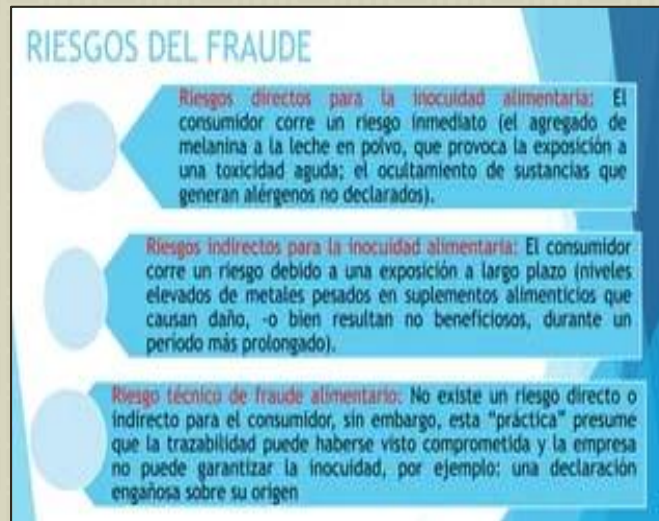 RIESGOS DEL FRAUDE
Riesgos directos para la inocuidad alimentaria: El
consumidor corre un riesgo inmediato (el agregado de
melanina a la leche en polvo, que provoca la exposición a
una toxicidad aguda; el ocultamiento de sustancias que
generan alérgenos no declarados).
Riesgos indirectos para la inocuidad alimentaria: El consumidor
corre un riesgo debido a una exposición a largo plazo (niveles
elevados de metales pesados en suplementos alimenticios que
causan daño, -o bien resultan no beneficiosos, durante un
período más prolongado).
Riesgo técnico de fraude alimentario: No existe un riesgo directo o
indirecto para el consumidor, sin embargo, esta “práctica” presume
que la trazabilidad puede haberse visto comprometida y la empresa
no puede garantizar la inocuidad, por ejemplo: una declaración
engañosa sobre su origen